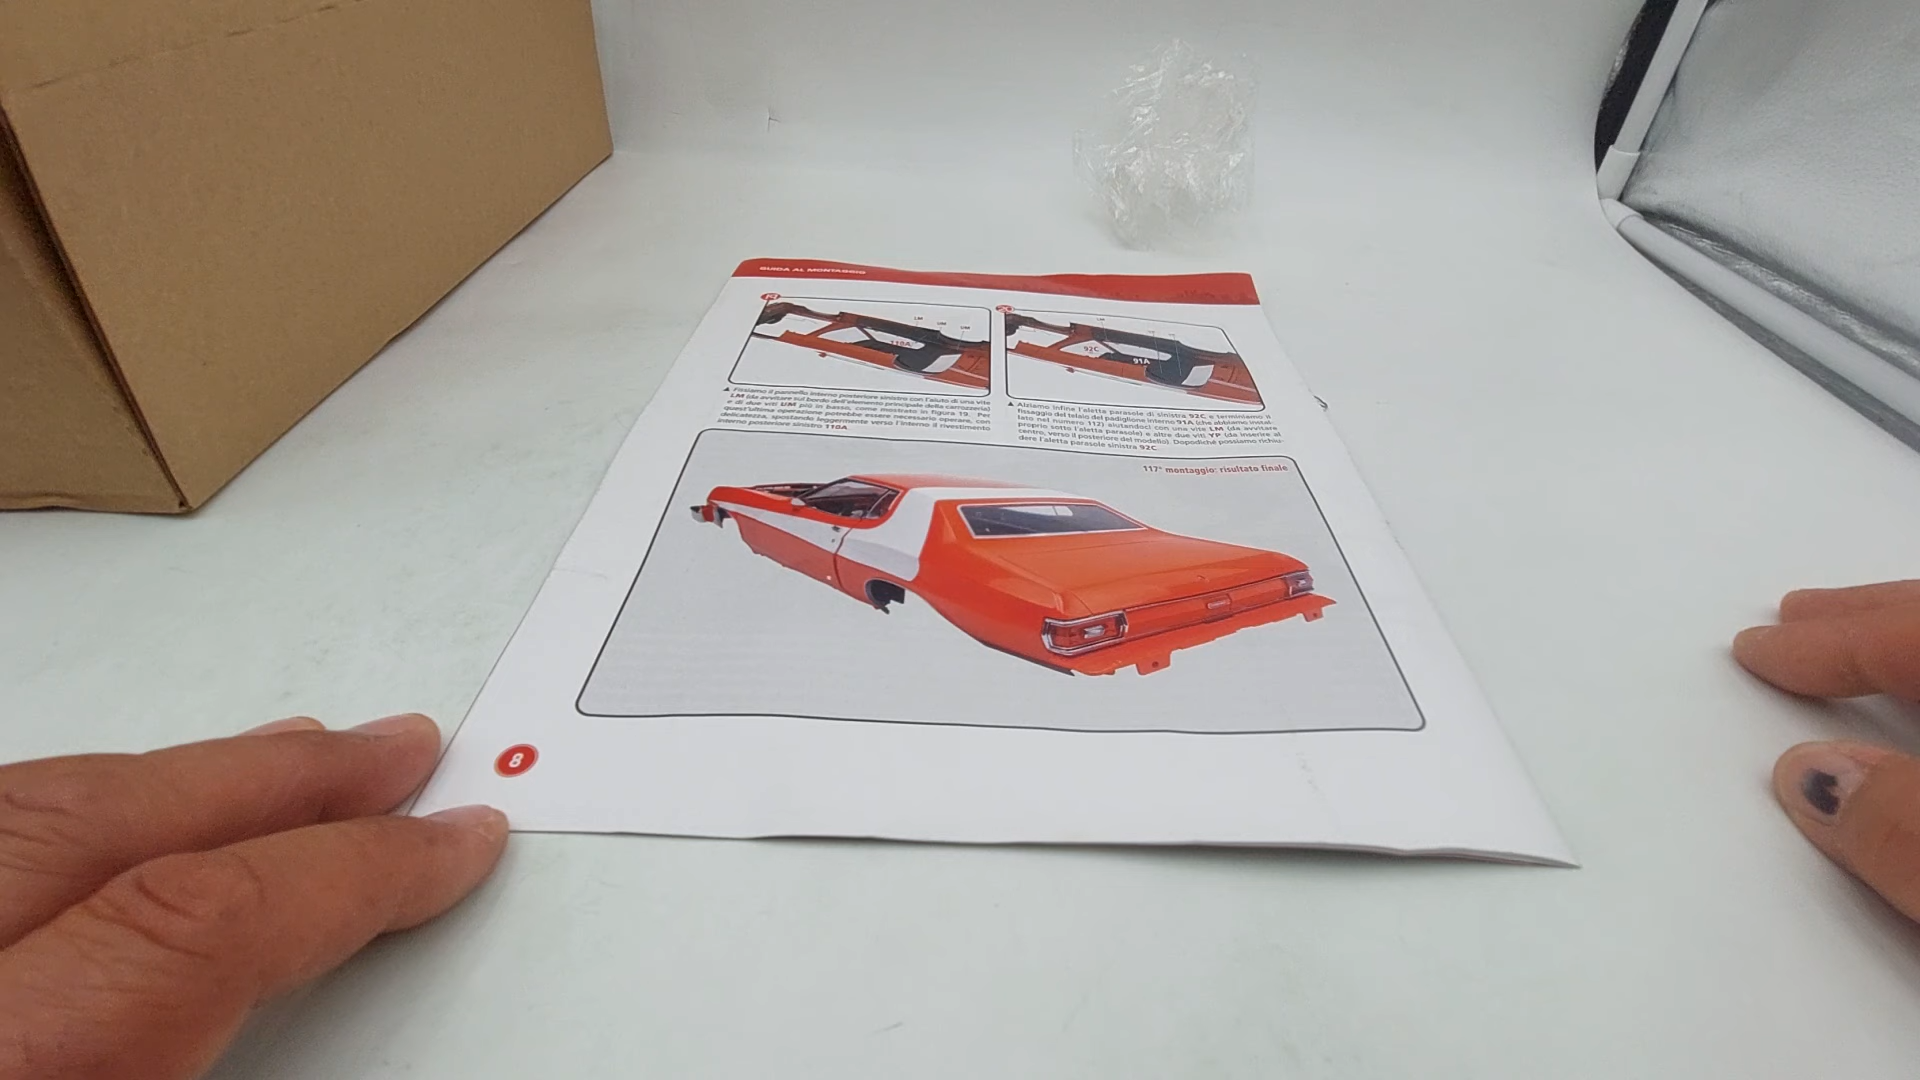 GUIDA AL MONTAGGIO
19
LM
UM
UM
110A
▲ Fissiamo il pannello interno posteriore sinistro con l'aiuto di una vite
LM (da avvitare sul bordo dell'elemento principale della carrozzeria)
e di due viti UM più in basso, come mostrato in figura 19. Per
quest'ultima operazione potrebbe essere necessario operare, con
delicatezza, spostando leggermente verso l'interno il rivestimento
interno posteriore sinistro 110A.
20
LM
92C
91A
▲ Alziamo infine l'aletta parasole di sinistra 92C e terminiamo il
fissaggio del telaio del padiglione interno 91A (che abbiamo instal-
lato nel numero 112) aiutandoci con una vite LM (da avvitare
proprio sotto l'aletta parasole) e altre due viti YP (da inserire al
centro, verso il posteriore del modello). Dopodiché possiamo richiu-
dere l'aletta parasole sinistra 92C.
117° montaggio: risultato finale
8